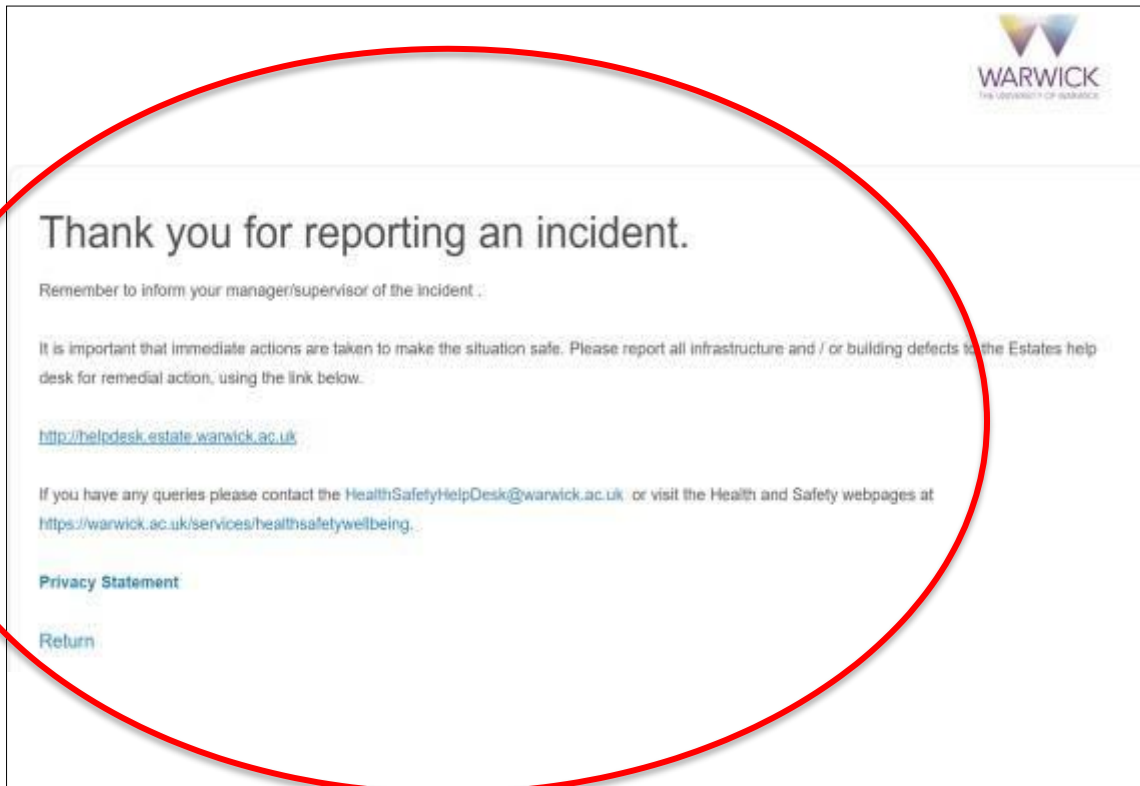 WARWICK
THE UNIVERSITY OF WARWICK
Thank you for reporting an incident.
Remember to inform your manager/supervisor of the incident .
It is important that immediate actions are taken to make the situation safe. Please report all infrastructure and / or building defects to the Estates help
desk for remedial action, using the link below.
http://helpdesk.estate.warwick.ac.uk
If you have any queries please contact the HealthSafetyHelpDesk@warwick.ac.uk or visit the Health and Safety webpages at
https://warwick.ac.uk/services/healthsafetywellbeing.
Privacy Statement
Return